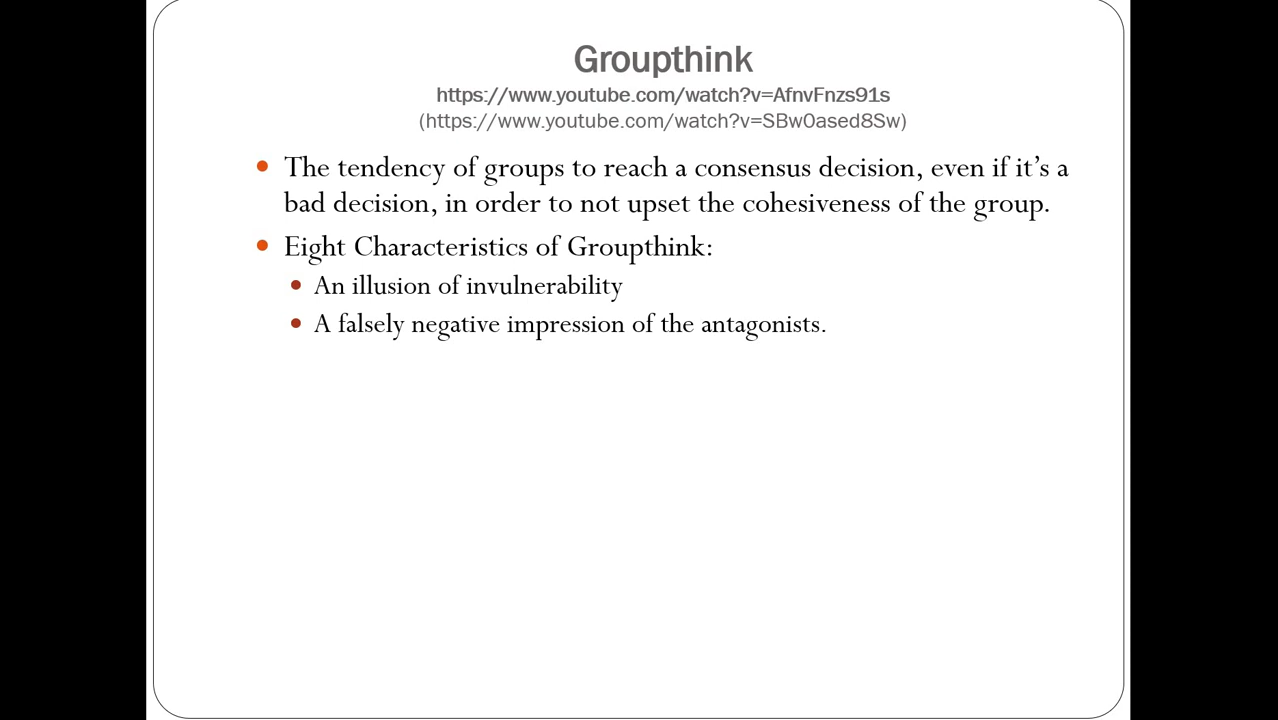 Groupthink
https://www.youtube.com/watch?v=AfnvFnzs91s
(https://www.youtube.com/watch?v=SBw0ased8Sw)
The tendency of groups to reach a consensus decision, even if it’s a
bad decision, in order to not upset the cohesiveness of the group.
Eight Characteristics of Groupthink:
An illusion of invulnerability
A falsely negative impression of the antagonists.